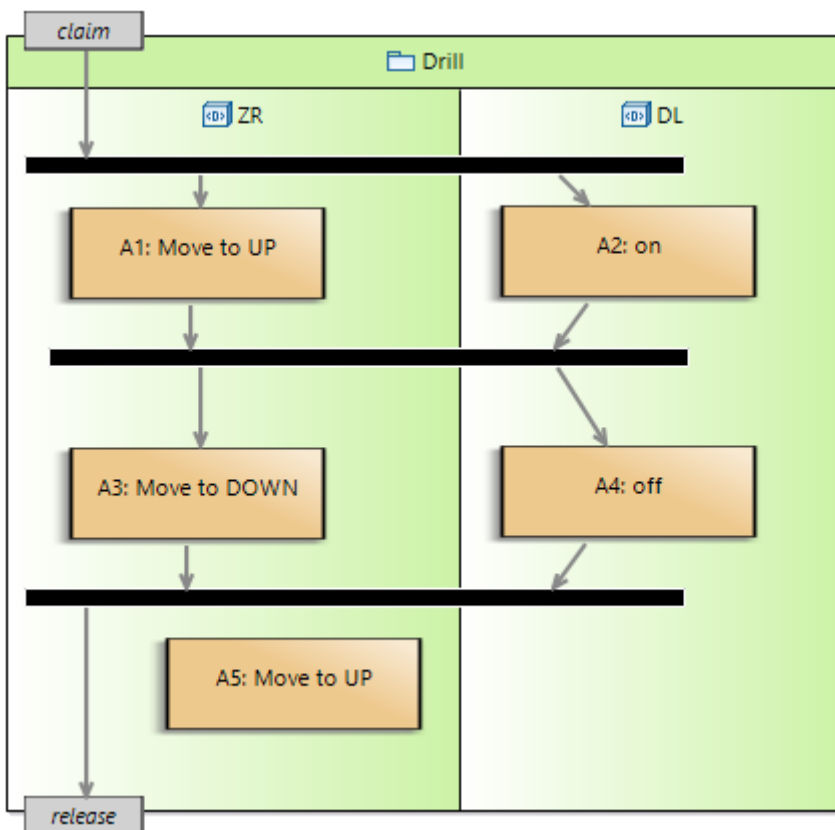 claim
Drill
ZR
DL
A1: Move to UP
A2: on
A3: Move to DOWN
A4: off
A5: Move to UP
release